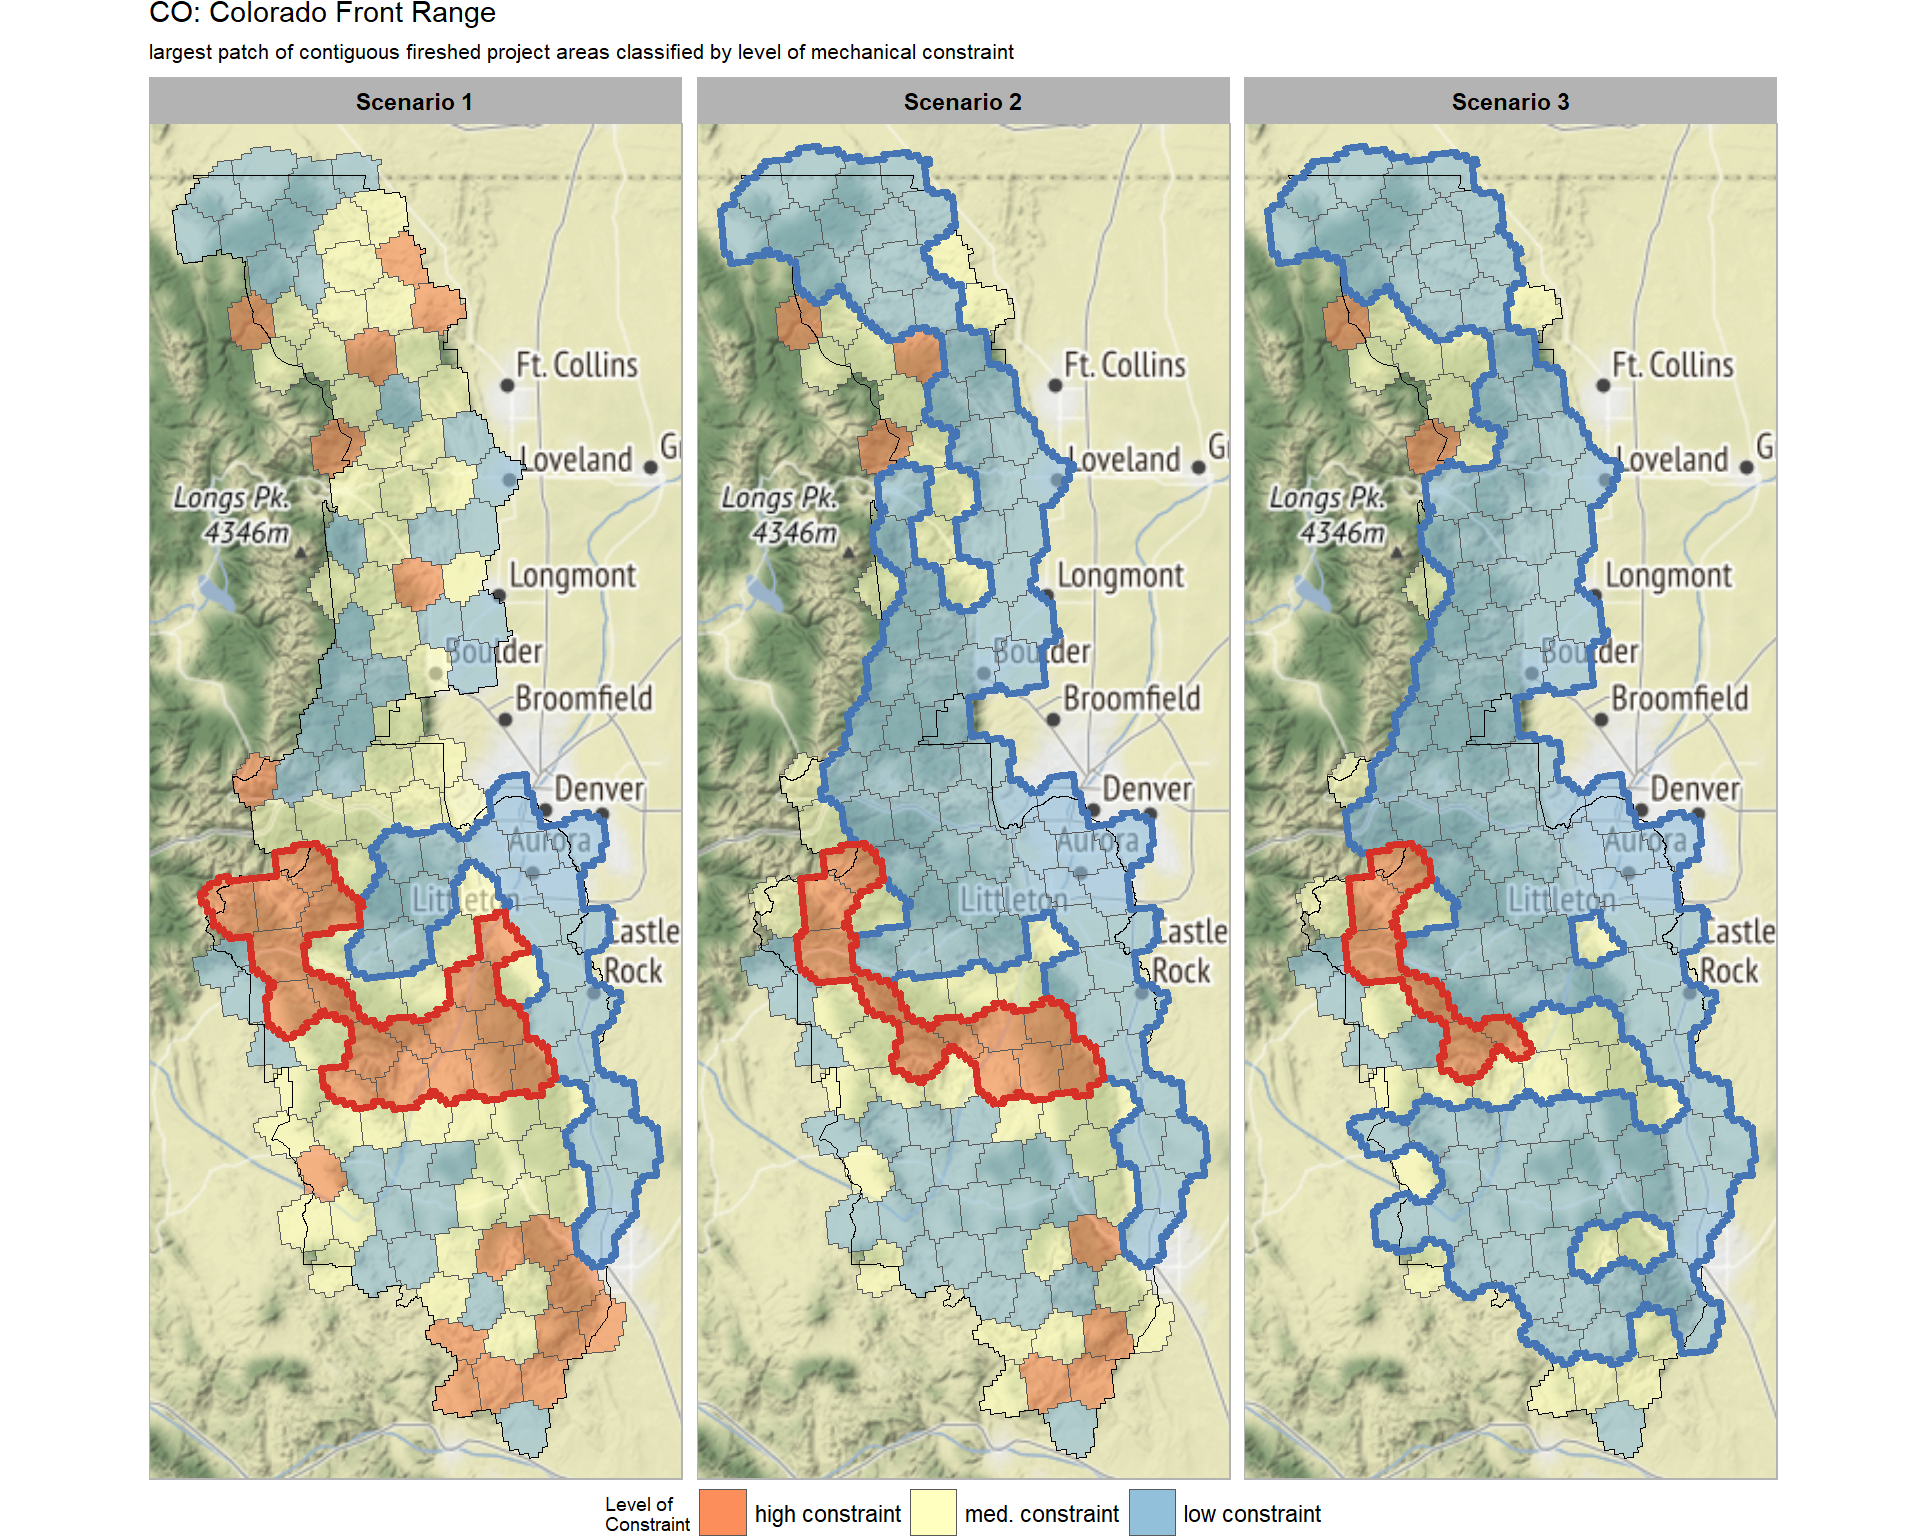 CO: Colorado Front Range
largest patch of contiguous fireshed project areas classified by level of mechanical constraint
Scenario 1
Scenario 2
Scenario 3
Ft. Collins
Loveland
G
Longs Pk.
4346m
Longmont
Boulder
Broomfield
Denver
Aurora
Littleton
Castle
Rock
Ft. Collins
Loveland
G
Longs Pk.
4346m
Longmont
Boulder
Broomfield
Denver
Aurora
Littleton
Castle
Rock
Ft. Collins
Loveland
G
Longs Pk.
4346m
Longmont
Boulder
Broomfield
Denver
Aurora
Littleton
Castle
Rock
Level of
Constraint
high constraint
med. constraint
low constraint